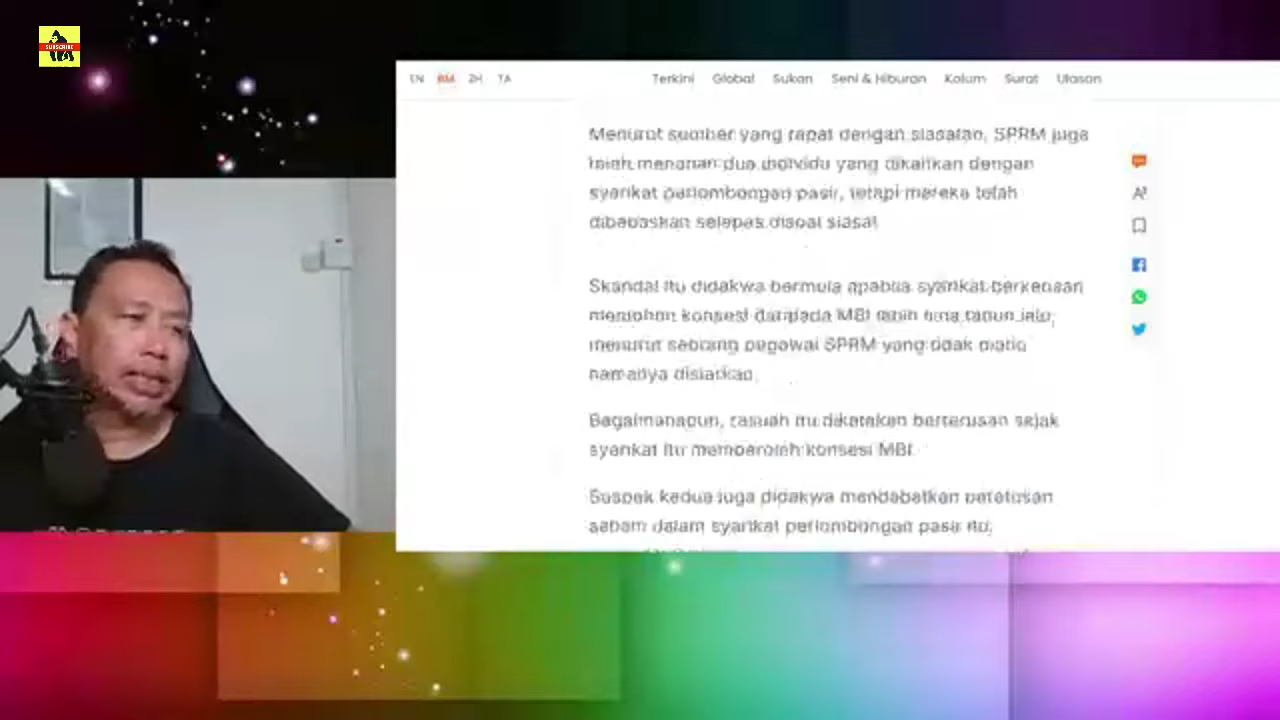 SUBSCRIBE
EN BM ZH TA
Terkini Global Sukan Seni & Hiburan Kolum Surat Ulasan
Menurut sumber yang rapat dengan siasatan, SPRM juga
telah menahan dua individu yang dikaitkan dengan
syarikat perlombongan pasir, tetapi mereka telah
dibebaskan selepas disoal siasat
Skandal itu didakwa bermula apabila syarikat berkenaan
memohon konsesi daripada MBI lebih lima tahun lalu,
menurut seorang pegawai SPRM yang tidak mahu
namanya disiarkan.
Bagaimanapun, rasuah itu dikatakan berterusan sejak
syarikat itu memperoleh konsesi MBI.
Suspek kedua juga didakwa mendapatkan peratusan
saham dalam syarikat perlombongan pasir itu,